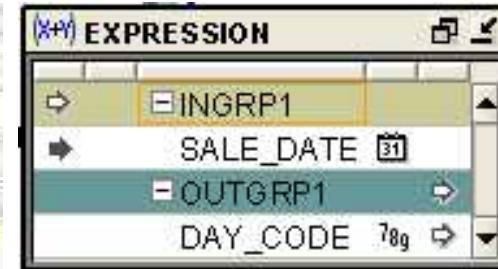 (X+Y) EXPRESSION
INGRP1
SALE_DATE 31
OUTGRP1
DAY_CODE 789